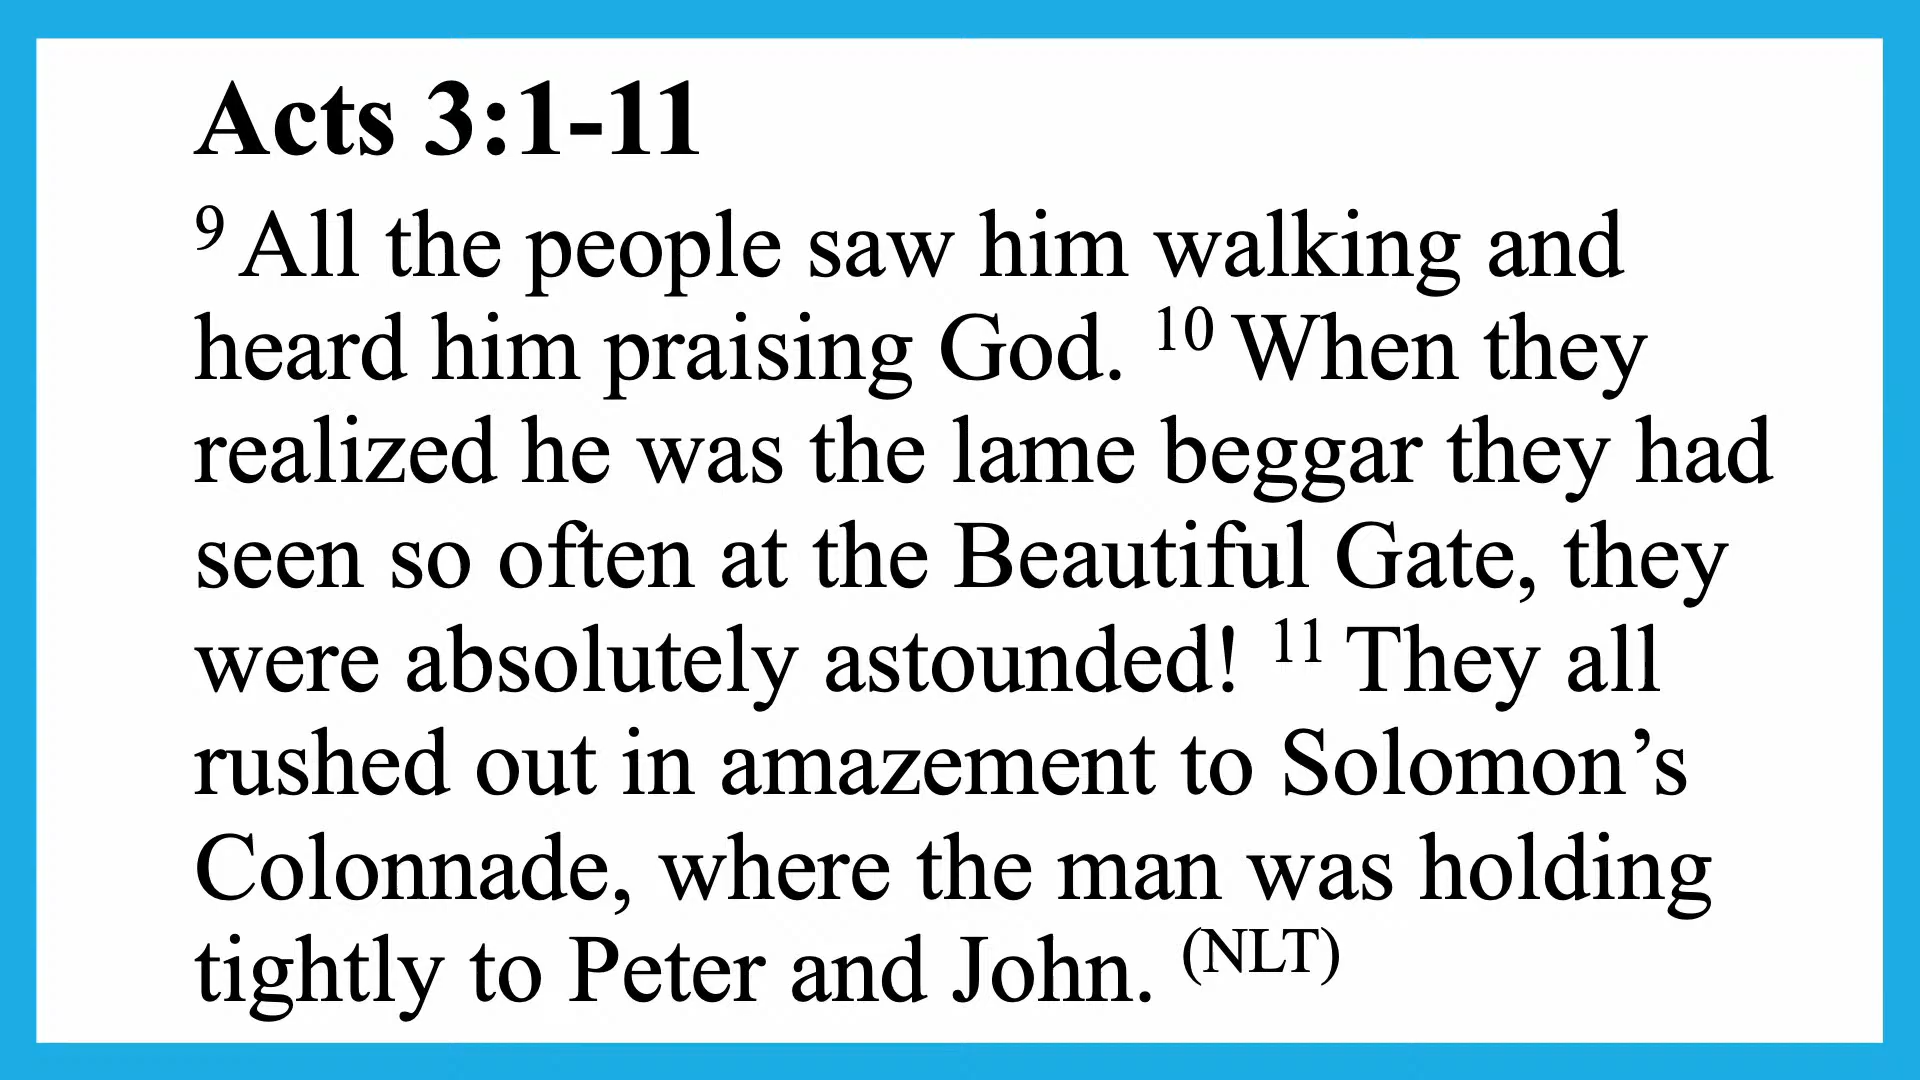 Acts 3:1-11
9 All the people saw him walking and
heard him praising God. 10 When they
realized he was the lame beggar they had
seen so often at the Beautiful Gate, they
were absolutely astounded! 11 They all
rushed out in amazement to Solomon’s
Colonnade, where the man was holding
tightly to Peter and John. (NLT)